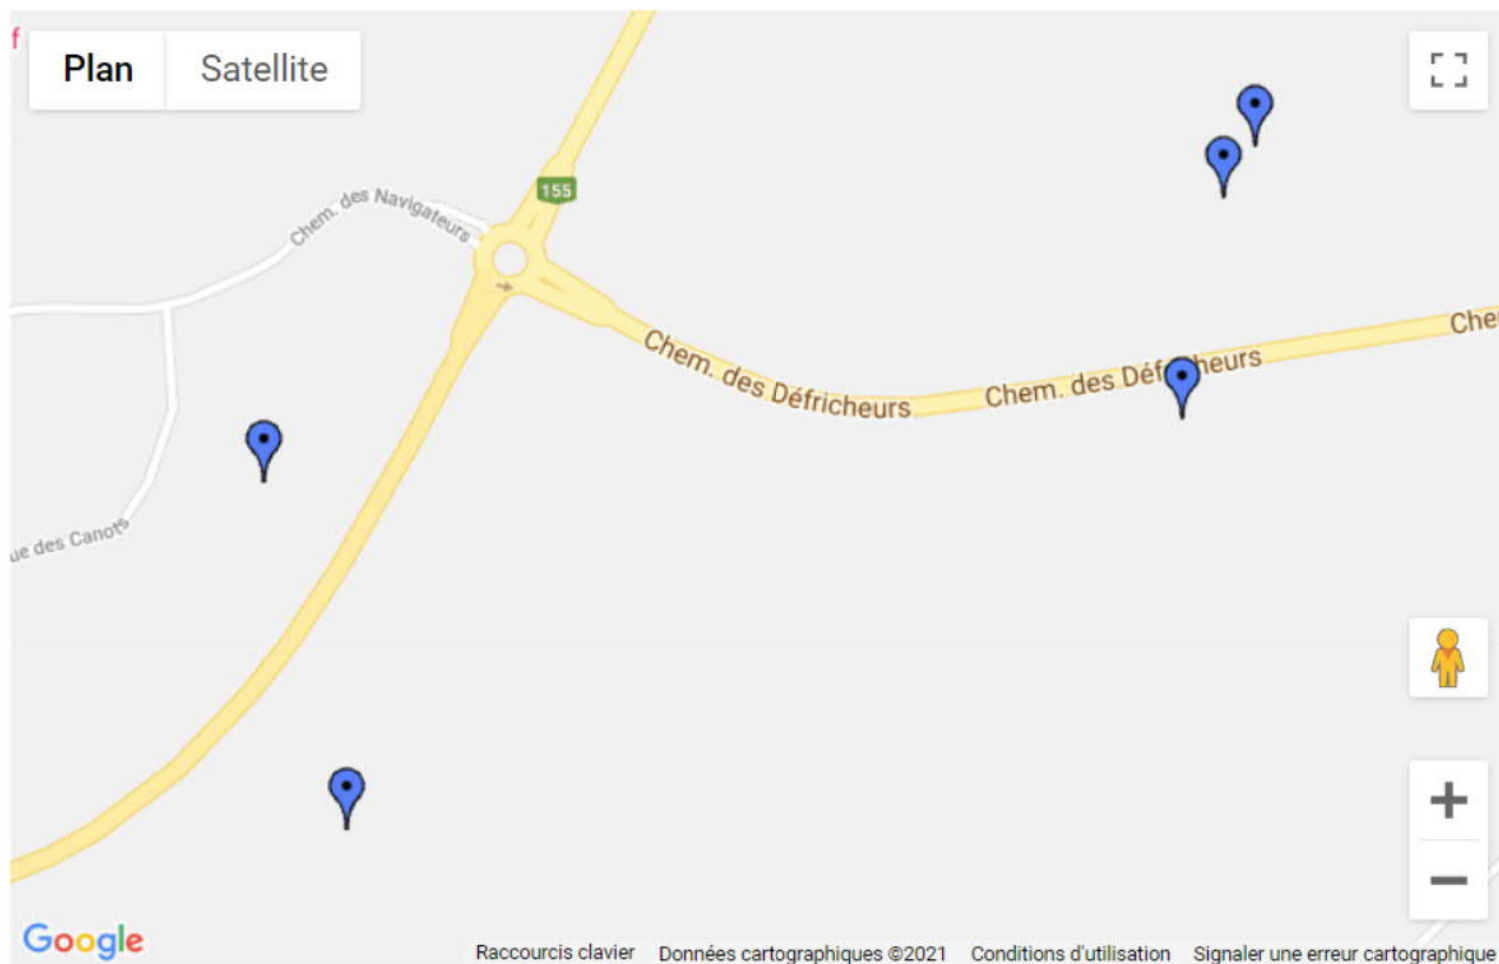 f
Plan
Satellite
155
Chem. des Navigateurs
Chem. des Défricheurs
Che
Chem. des Déf
heurs
ue des Canots
Google
Raccourcis clavier
Données cartographiques ©2021
Conditions d'utilisation
Signaler une erreur cartographique